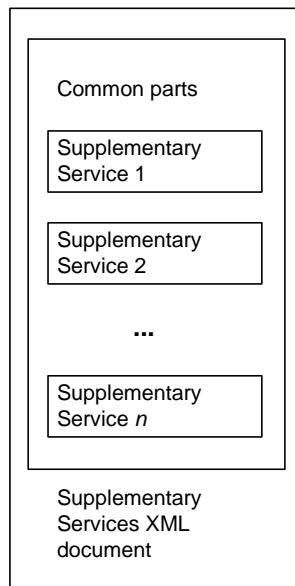 Common parts
Supplementary
Service 1
Supplementary
Service 2
...
Supplementary
Service n
Supplementary
Services XML
document